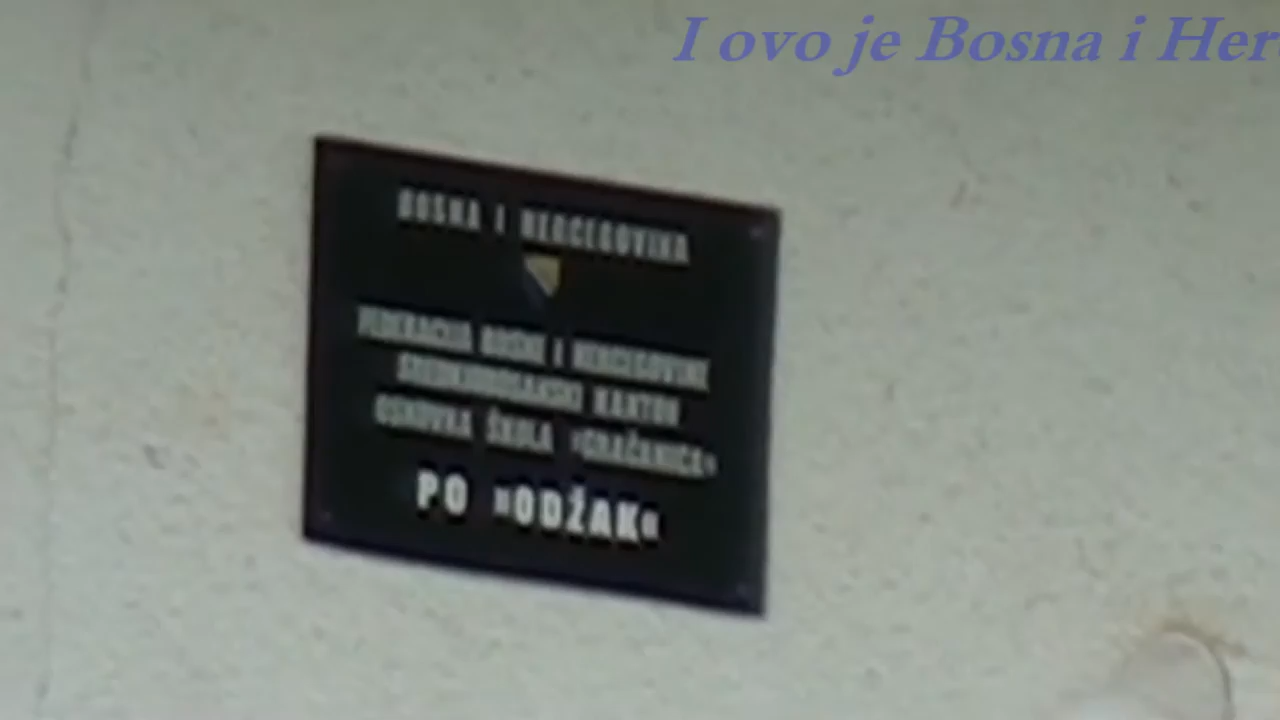 I ovo je Bosna i Her
BOSNA I HERCEGOVINA
FEDERACIJA BOSNE I HERCEGOVINE
SREDNJOBOSANSKI KANTON
OSNOVNA ŠKOLA »GRAČANICA«
PO »ODŽAK«